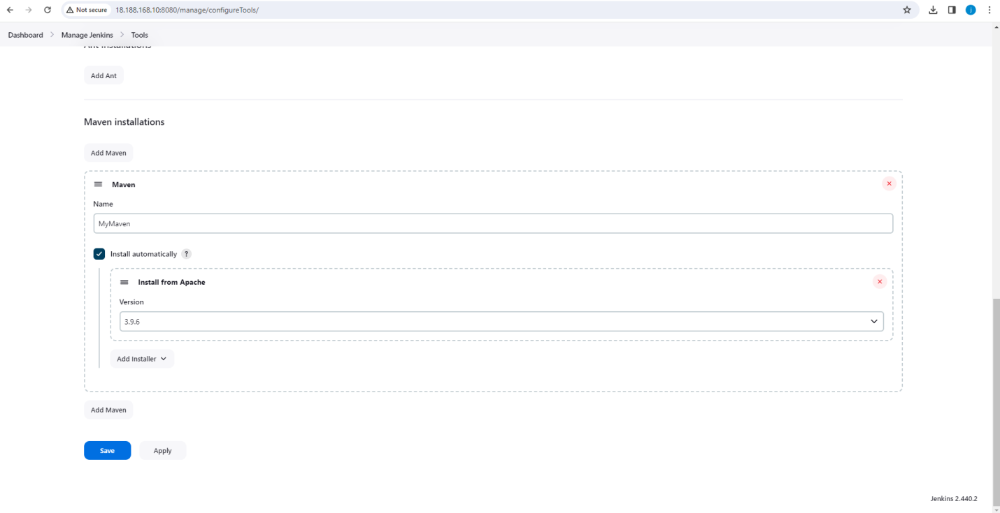 Not secure 18.188.168.10:8080/manage/configureTools/
Dashboard > Manage Jenkins > Tools
Ant installations
Add Ant
Maven installations
Add Maven
Maven
Name
MyMaven
Install automatically ?
Install from Apache
Version
3.9.6
Add Installer
Add Maven
Save Apply
Jenkins 2.440.2